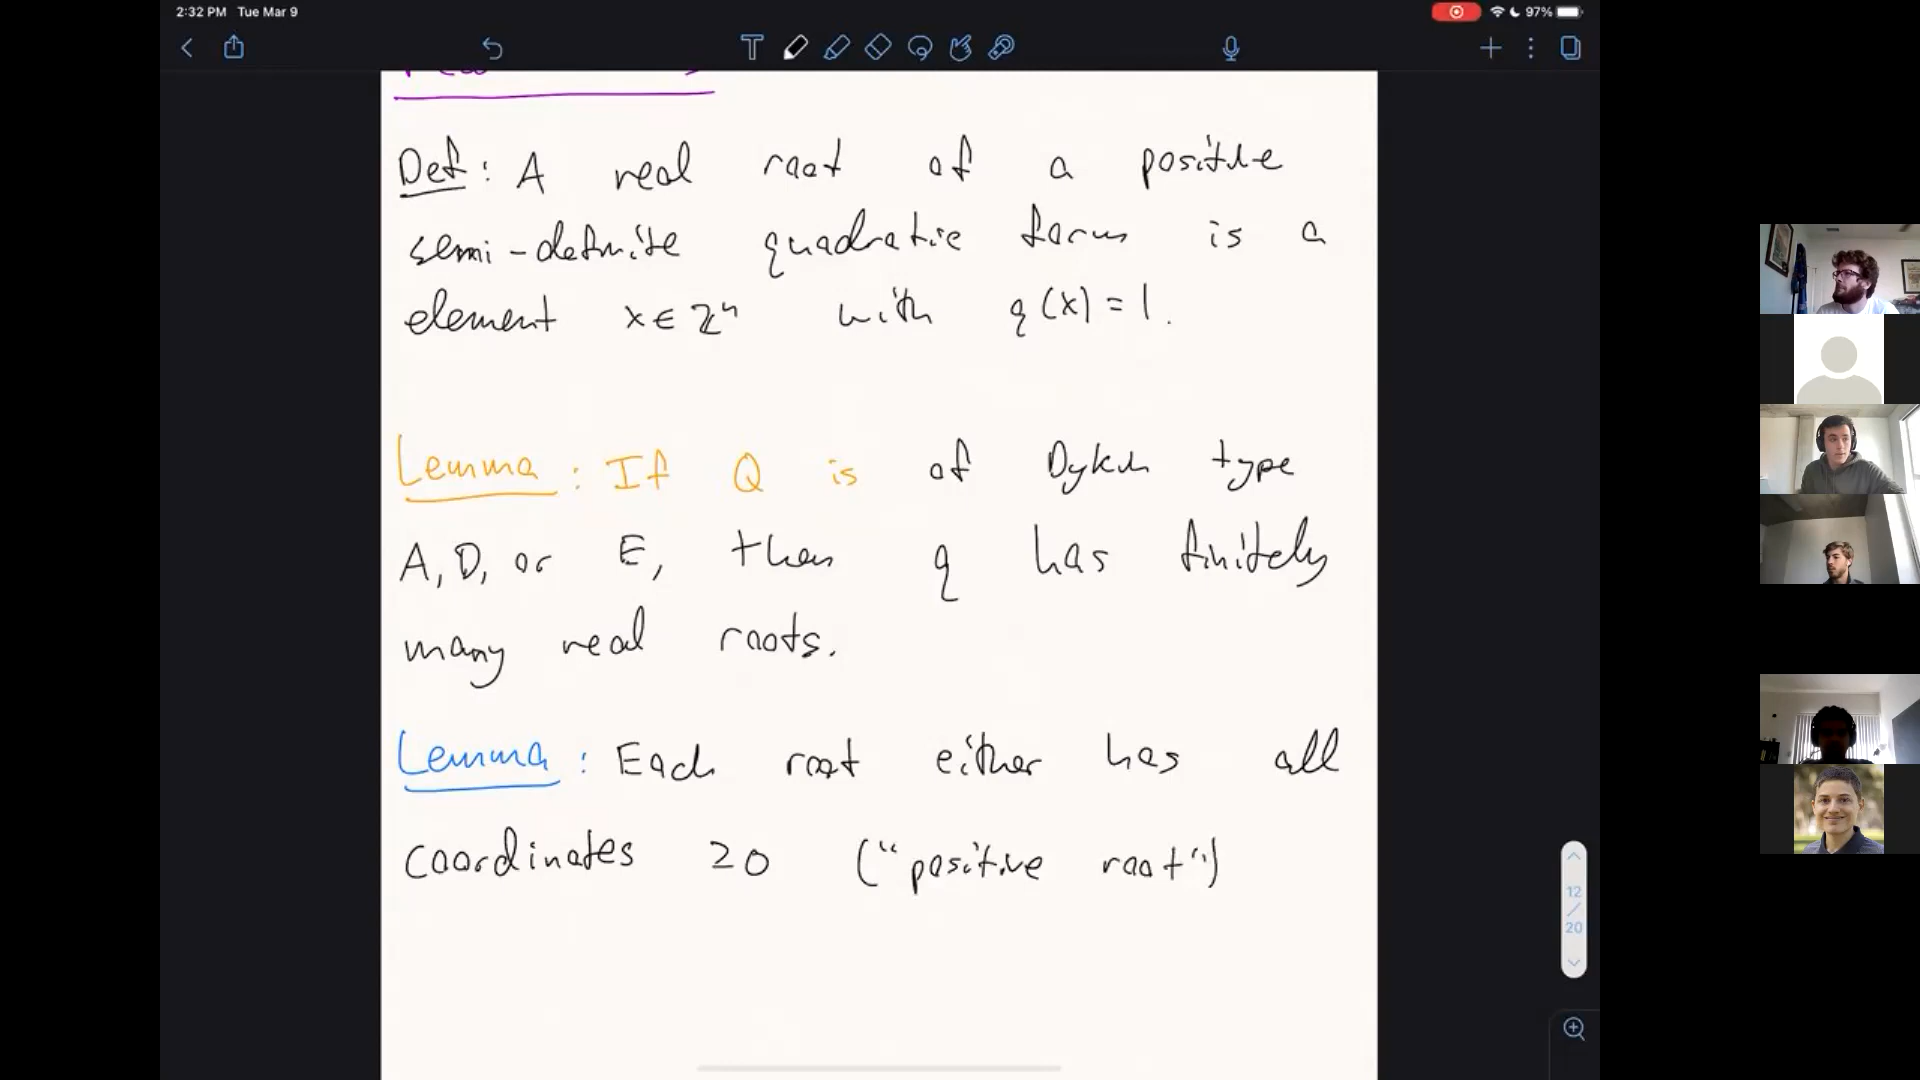 2:32 PM Tue Mar 9
97%
Def: A real root of a positive
semi-definite quadratic form is a
element x ∈ ℤⁿ with q(x) = 1.
Lemma: If Q is of Dykin type
A, D, or E, then q has finitely
many real roots.
Lemma: Each root either has all
coordinates ≥0 ("positive root")
12
/
20